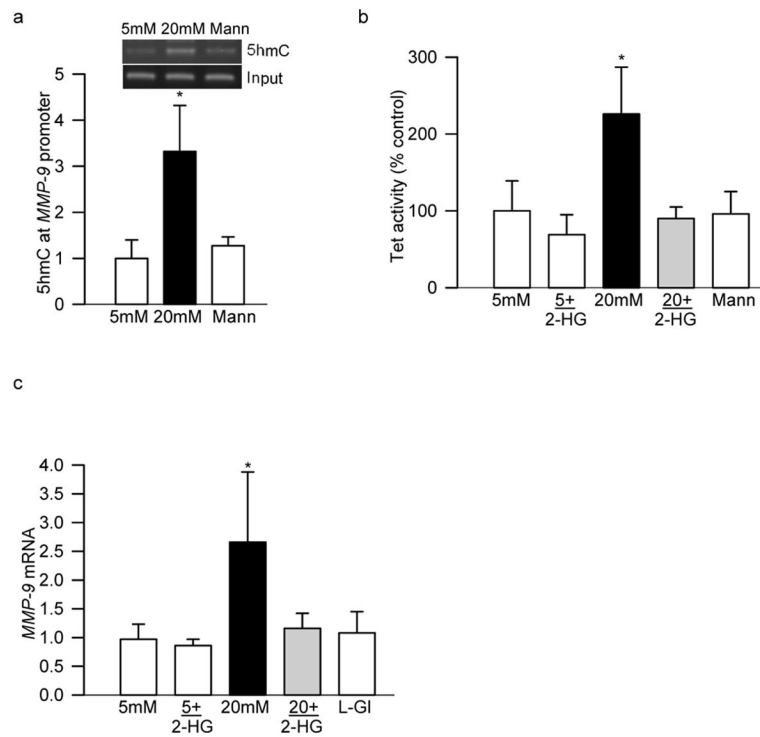 a
5mM 20mM Mann
5hmC
Input
5hmC at MMP-9 promoter
5
4
3
2
1
0
*
5mM 20mM Mann
b
Tet activity (% control)
300
200
100
0
*
5mM 5+ 20mM 20+ Mann
2-HG 2-HG
c
MMP-9 mRNA
4.0
3.5
3.0
2.5
2.0
1.5
1.0
0.5
0.0
*
5mM 5+ 20mM 20+ L-Gl
2-HG 2-HG